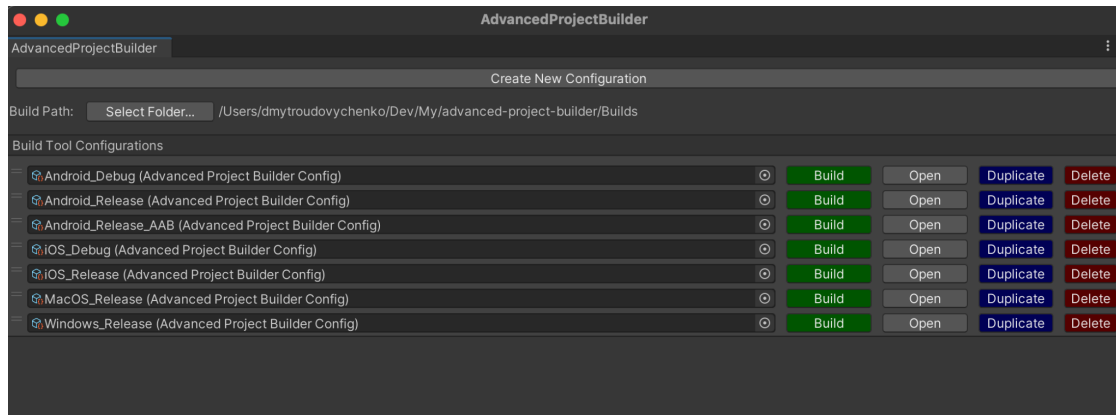 AdvancedProjectBuilder
AdvancedProjectBuilder
Create New Configuration
Build Path: Select Folder... /Users/dmytroudovychenko/Dev/My/advanced-project-builder/Builds
Build Tool Configurations
Android_Debug (Advanced Project Builder Config) Build Open Duplicate Delete
Android_Release (Advanced Project Builder Config) Build Open Duplicate Delete
Android_Release_AAB (Advanced Project Builder Config) Build Open Duplicate Delete
iOS_Debug (Advanced Project Builder Config) Build Open Duplicate Delete
iOS_Release (Advanced Project Builder Config) Build Open Duplicate Delete
MacOS_Release (Advanced Project Builder Config) Build Open Duplicate Delete
Windows_Release (Advanced Project Builder Config) Build Open Duplicate Delete